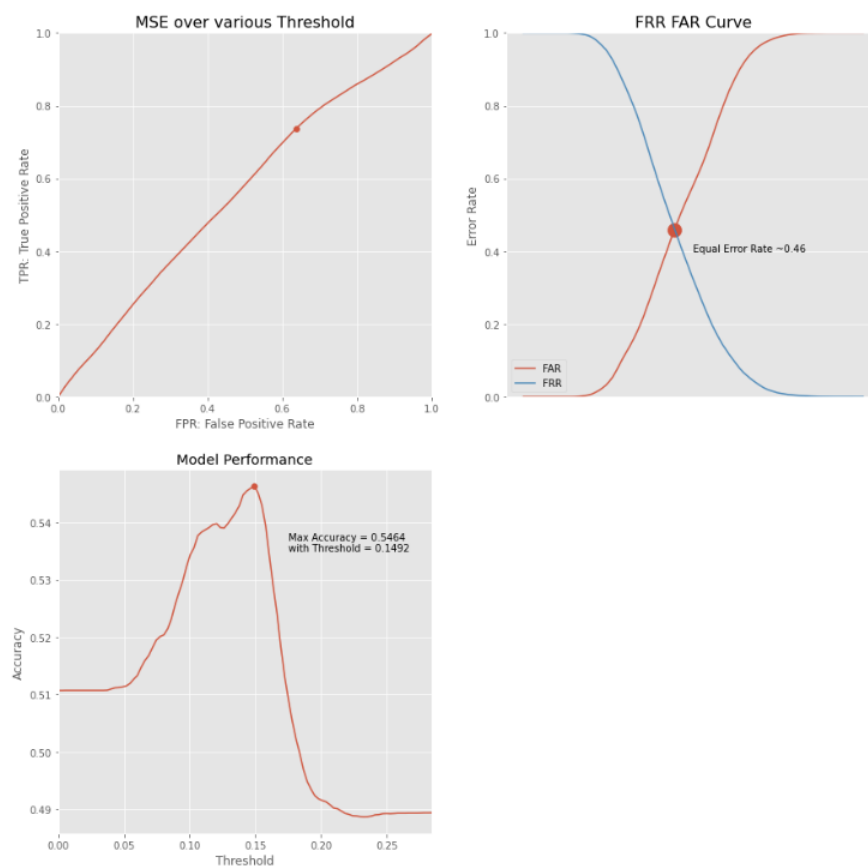 MSE over various Threshold
1.0
0.8
0.6
0.4
0.2
0.0
0.0 0.2 0.4 0.6 0.8 1.0
TPR: True Positive Rate
FPR: False Positive Rate
FRR FAR Curve
1.0
0.8
0.6
0.4
0.2
0.0
Error Rate
Equal Error Rate ~0.46
FAR
FRR
Model Performance
0.54
0.53
0.52
0.51
0.50
0.49
0.00 0.05 0.10 0.15 0.20 0.25
Accuracy
Threshold
Max Accuracy = 0.5464
with Threshold = 0.1492